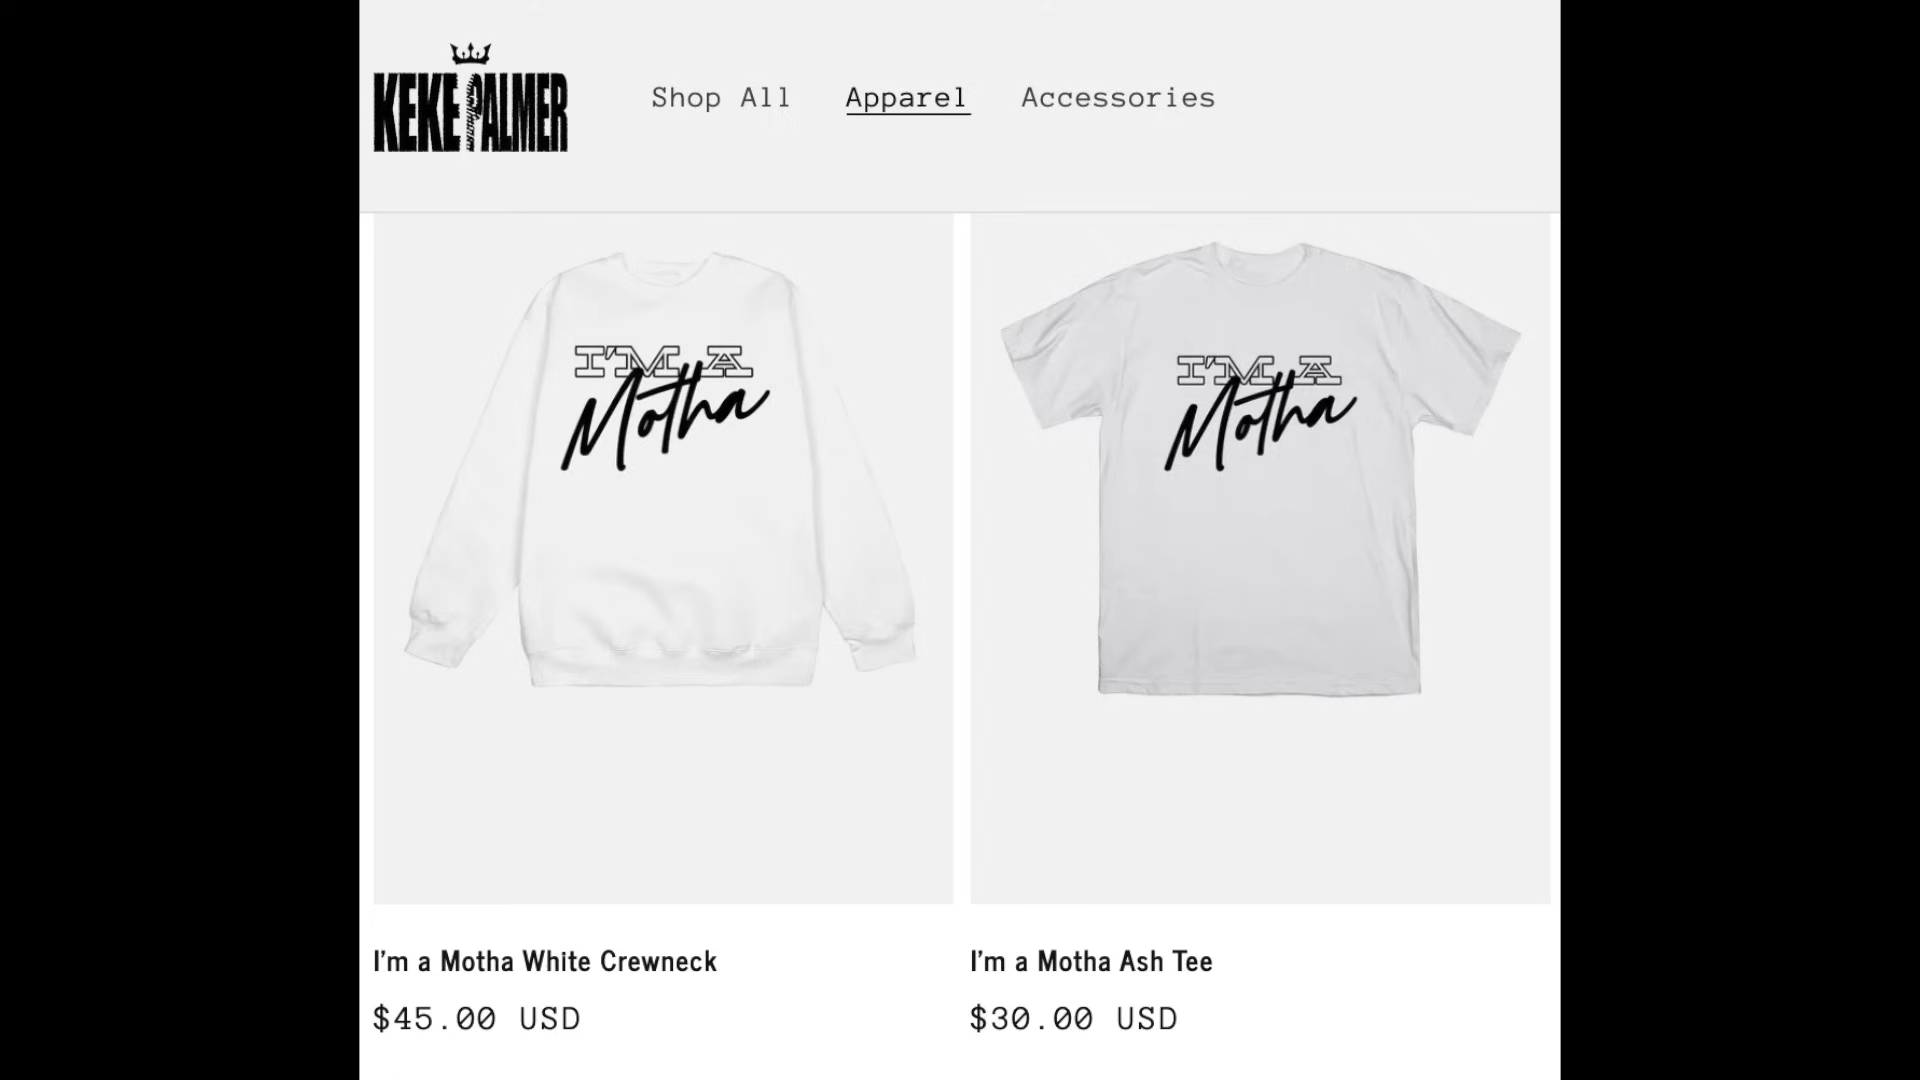 KEKE PALMER
Shop All
Apparel
Accessories
I'M A
Motha
I'M A
Motha
I'm a Motha White Crewneck
$45.00 USD
I'm a Motha Ash Tee
$30.00 USD